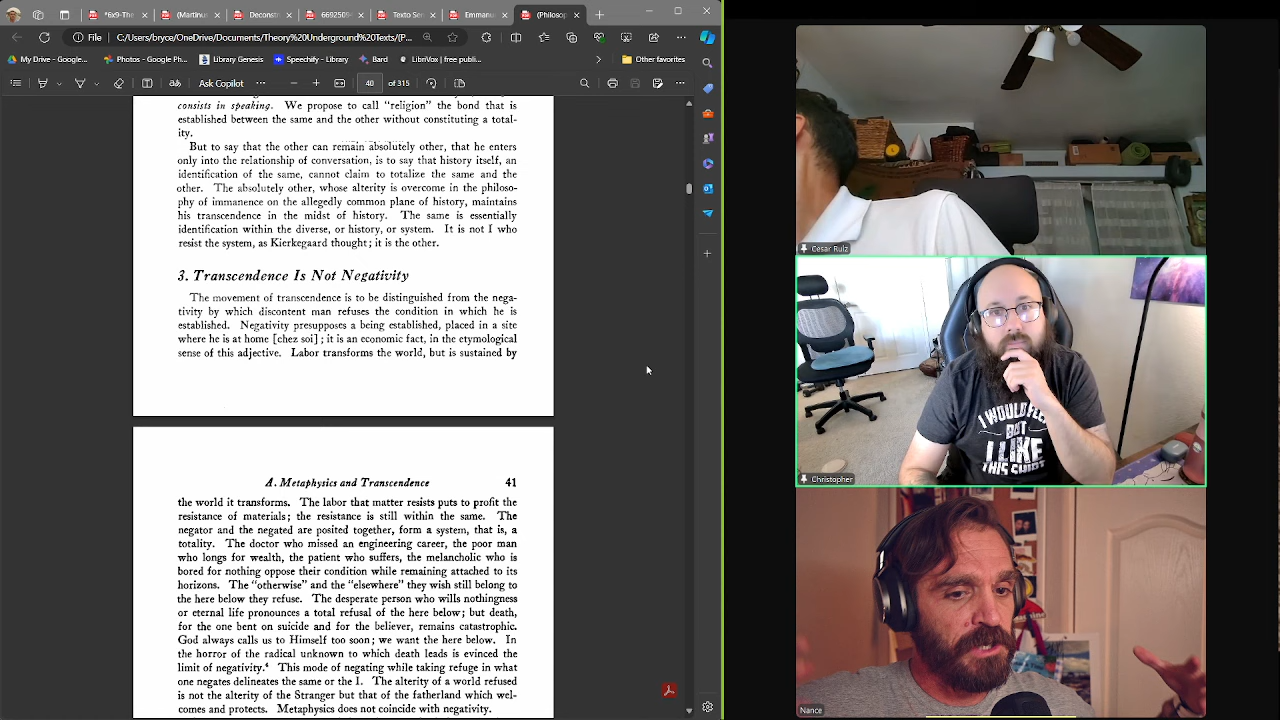 *6x9-The
(Martinus
Deconstr
6692509
Texto Se
Emmanu
(Philosop
File
C:/Users/bryce/OneDrive/Documents/Theory%20Underground/Texts/(P...
My Drive - Google...
Photos - Google Ph...
Library Genesis
Speechify - Library
Bard
LibriVox | free publi...
Other favorites
Ask Copilot
40 of 315
consists in speaking. We propose to call "religion" the bond that is
established between the same and the other without constituting a total-
ity.
But to say that the other can remain absolutely other, that he enters
only into the relationship of conversation, is to say that history itself, an
identification of the same, cannot claim to totalize the same and the
other. The absolutely other, whose alterity is overcome in the philoso-
phy of immanence on the allegedly common plane of history, maintains
his transcendence in the midst of history. The same is essentially
identification within the diverse, or history, or system. It is not I who
resist the system, as Kierkegaard thought; it is the other.
3. Transcendence Is Not Negativity
The movement of transcendence is to be distinguished from the nega-
tivity by which discontent man refuses the condition in which he is
established. Negativity presupposes a being established, placed in a site
where he is at home [chez soi]; it is an economic fact, in the etymological
sense of this adjective. Labor transforms the world, but is sustained by
A. Metaphysics and Transcendence 41
the world it transforms. The labor that matter resists puts to profit the
resistance of materials; the resistance is still within the same. The
negator and the negated are posited together, form a system, that is, a
totality. The doctor who missed an engineering career, the poor man
who longs for wealth, the patient who suffers, the melancholic who is
bored for nothing oppose their condition while remaining attached to its
horizons. The "otherwise" and the "elsewhere" they wish still belong to
the here below they refuse. The desperate person who wills nothingness
or eternal life pronounces a total refusal of the here below; but death,
for the one bent on suicide and for the believer, remains catastrophic.
God always calls us to Himself too soon; we want the here below. In
the horror of the radical unknown to which death leads is evinced the
limit of negativity.⁴ This mode of negating while taking refuge in what
one negates delineates the same or the I. The alterity of a world refused
is not the alterity of the Stranger but that of the fatherland which wel-
comes and protects. Metaphysics does not coincide with negativity.
Cesar Ruiz
I WOULD FLEX
BUT
I LIKE
THIS SHIRT
Christopher
Nance